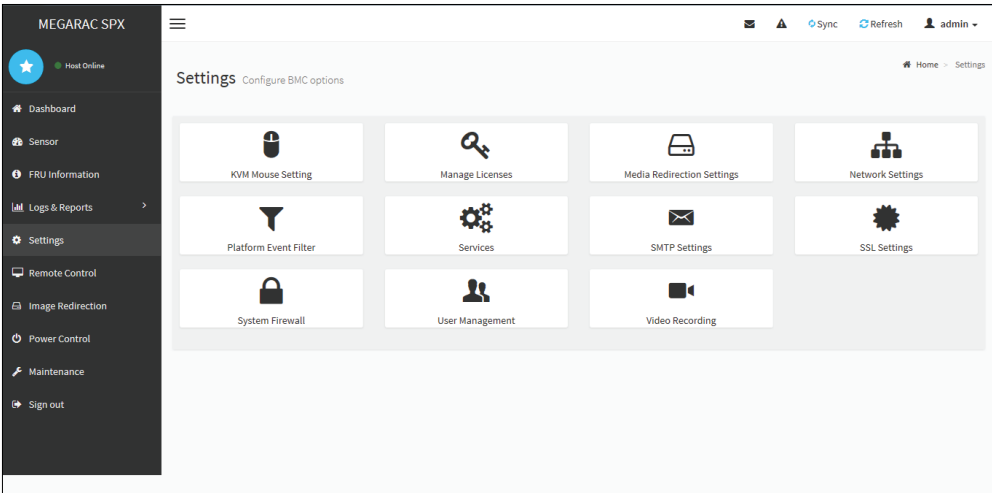 MEGARAC SPX
Sync Refresh admin
Host Online
Settings Configure BMC options
Home > Settings
Dashboard
Sensor
FRU Information
Logs & Reports >
Settings
Remote Control
Image Redirection
Power Control
Maintenance
Sign out
KVM Mouse Setting
Manage Licenses
Media Redirection Settings
Network Settings
Platform Event Filter
Services
SMTP Settings
SSL Settings
System Firewall
User Management
Video Recording